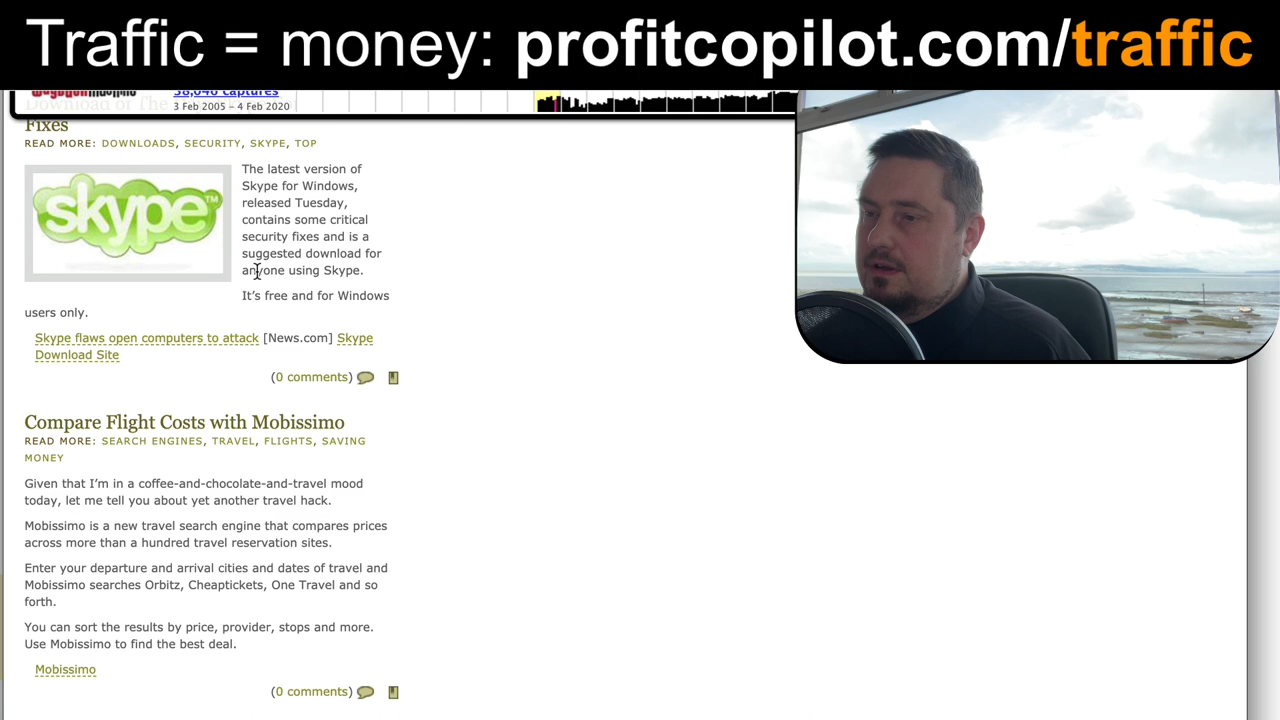 Traffic = money: profitcopilot.com/traffic
38,046 captures
3 Feb 2005 – 4 Feb 2020
Fixes
READ MORE: DOWNLOADS, SECURITY, SKYPE, TOP
skype™
The latest version of
Skype for Windows,
released Tuesday,
contains some critical
security fixes and is a
suggested download for
anyone using Skype.
It's free and for Windows
users only.
Skype flaws open computers to attack [News.com] Skype
Download Site
(0 comments)
Compare Flight Costs with Mobissimo
READ MORE: SEARCH ENGINES, TRAVEL, FLIGHTS, SAVING
MONEY
Given that I'm in a coffee-and-chocolate-and-travel mood
today, let me tell you about yet another travel hack.
Mobissimo is a new travel search engine that compares prices
across more than a hundred travel reservation sites.
Enter your departure and arrival cities and dates of travel and
Mobissimo searches Orbitz, Cheaptickets, One Travel and so
forth.
You can sort the results by price, provider, stops and more.
Use Mobissimo to find the best deal.
Mobissimo
(0 comments)